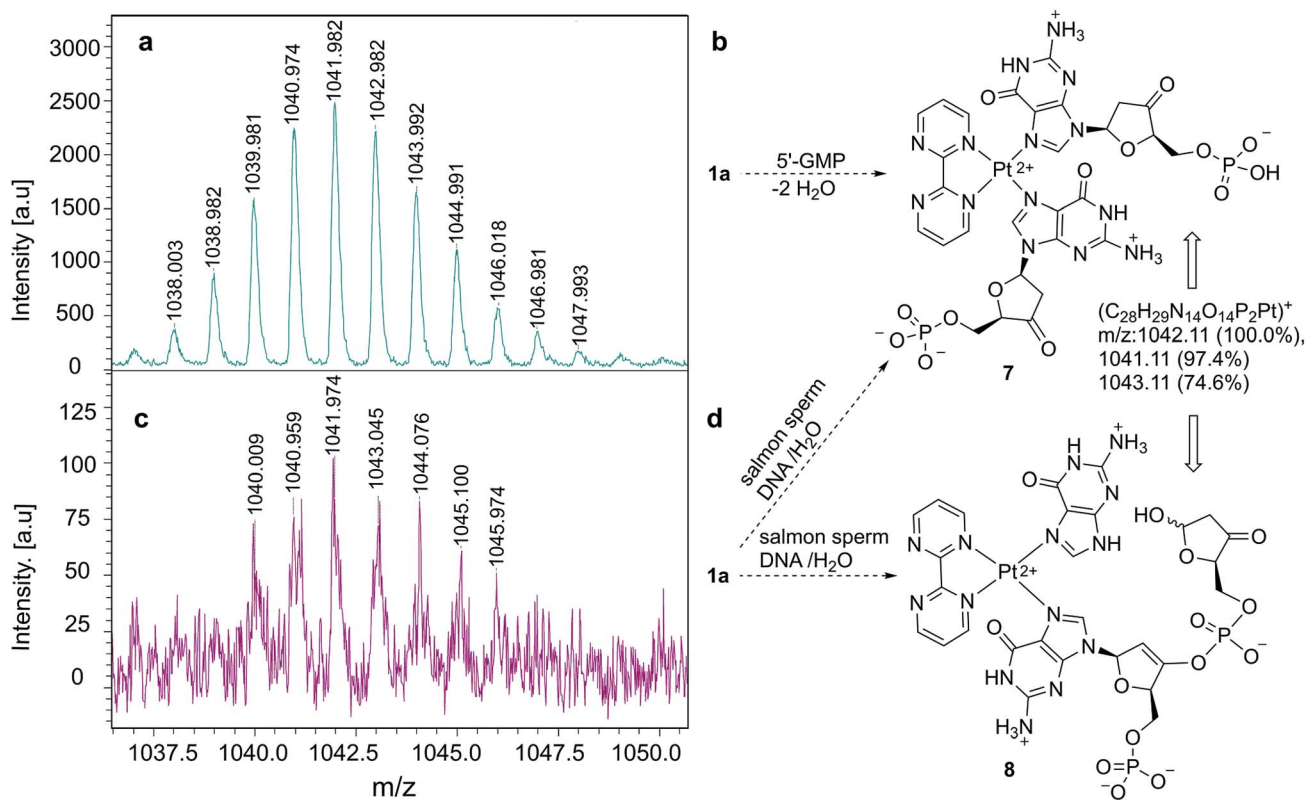 a
Intensity [a.u]
3000
2500
2000
1500
1000
500
0
1038.003
1038.982
1039.981
1040.974
1041.982
1042.982
1043.992
1044.991
1046.018
1046.981
1047.993
c
Intensity. [a.u]
125
100
75
50
25
0
1040.009
1040.959
1041.974
1043.045
1044.076
1045.100
1045.974
1037.5 1040.0 1042.5 1045.0 1047.5 1050.0
m/z
b
1a
5'-GMP
-2 H₂O
+
NH₃
HN
N
O
N
N
O
O
O
P
O⁻
OH
O
N
N
N
N
Pt²⁺
N
N
O
NH
N
NH₃
+
O
O
O
P
O
⁻O
O⁻
7
(C₂₈H₂₉N₁₄O₁₄P₂Pt)⁺
m/z:1042.11 (100.0%),
1041.11 (97.4%)
1043.11 (74.6%)
d
salmon sperm
DNA /H₂O
1a
salmon sperm
DNA /H₂O
+
NH₃
H
N
O
N
N
NH
N
N
N
N
Pt²⁺
N
N
O
HN
N
H₃N
+
HO
O
O
O
O
P
O⁻
O
O
O
O=P
O⁻
O⁻
8